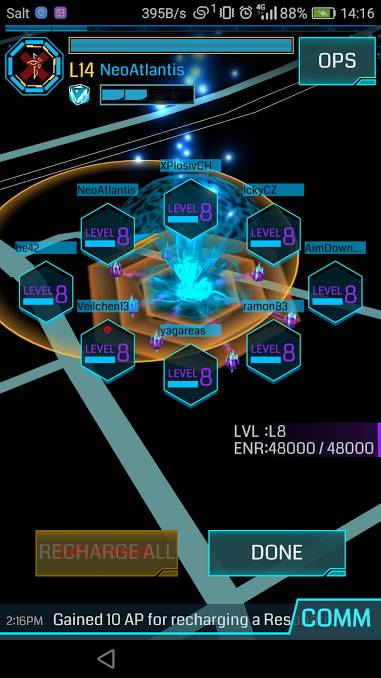 Salt 395B/s 1 4G 88% 14:16
L14 NeoAtlantis
OPS
XPlosivCH
NeoAtlantis
IckyCZ
LEVEL 8
LEVEL 8
LEVEL 8
be42
AimDown...
LEVEL 8
LEVEL 8
Veilchen13
ramon83
yagareas
LEVEL 8
LEVEL 8
LEVEL 8
LVL :L8
ENR:48000 / 48000
RECHARGE ALL
DONE
2:16PM Gained 10 AP for recharging a Reso
COMM